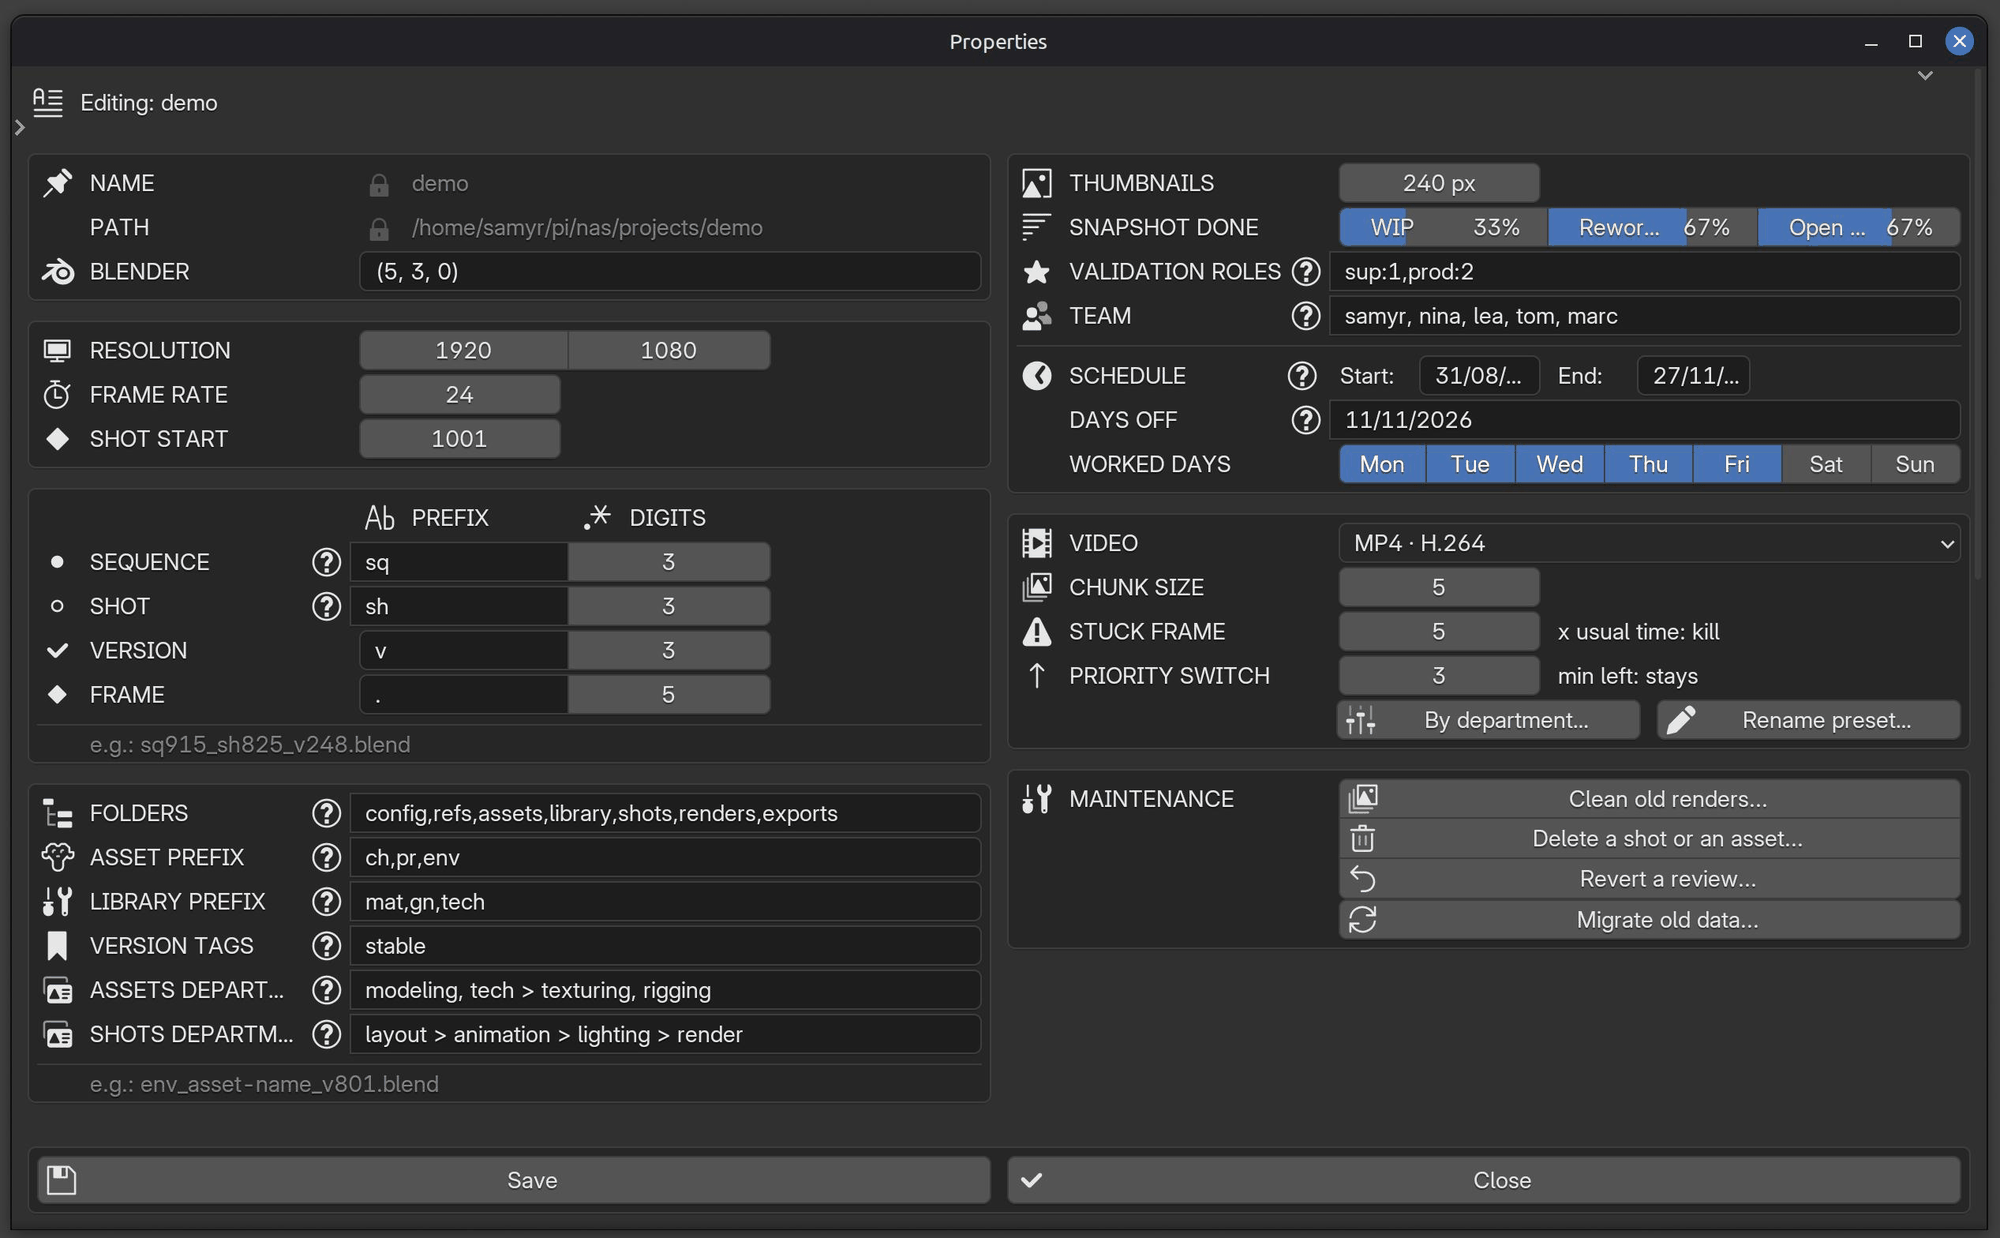 Properties
Editing: demo
NAME demo
PATH /home/samyr/pi/nas/projects/demo
BLENDER (5, 3, 0)
RESOLUTION 1920 1080
FRAME RATE 24
SHOT START 1001
Ab PREFIX .* DIGITS
SEQUENCE ? sq 3
SHOT ? sh 3
VERSION v 3
FRAME . 5
e.g.: sq915_sh825_v248.blend
FOLDERS ? config,refs,assets,library,shots,renders,exports
ASSET PREFIX ? ch,pr,env
LIBRARY PREFIX ? mat,gn,tech
VERSION TAGS ? stable
ASSETS DEPART... ? modeling, tech > texturing, rigging
SHOTS DEPARTM... ? layout > animation > lighting > render
e.g.: env_asset-name_v801.blend
THUMBNAILS 240 px
SNAPSHOT DONE WIP 33% Rewor... 67% Open ... 67%
VALIDATION ROLES ? sup:1,prod:2
TEAM ? samyr, nina, lea, tom, marc
SCHEDULE ? Start: 31/08/... End: 27/11/...
DAYS OFF ? 11/11/2026
WORKED DAYS Mon Tue Wed Thu Fri Sat Sun
VIDEO MP4 · H.264
CHUNK SIZE 5
STUCK FRAME 5 x usual time: kill
PRIORITY SWITCH 3 min left: stays
By department... Rename preset...
MAINTENANCE Clean old renders...
Delete a shot or an asset...
Revert a review...
Migrate old data...
Save Close